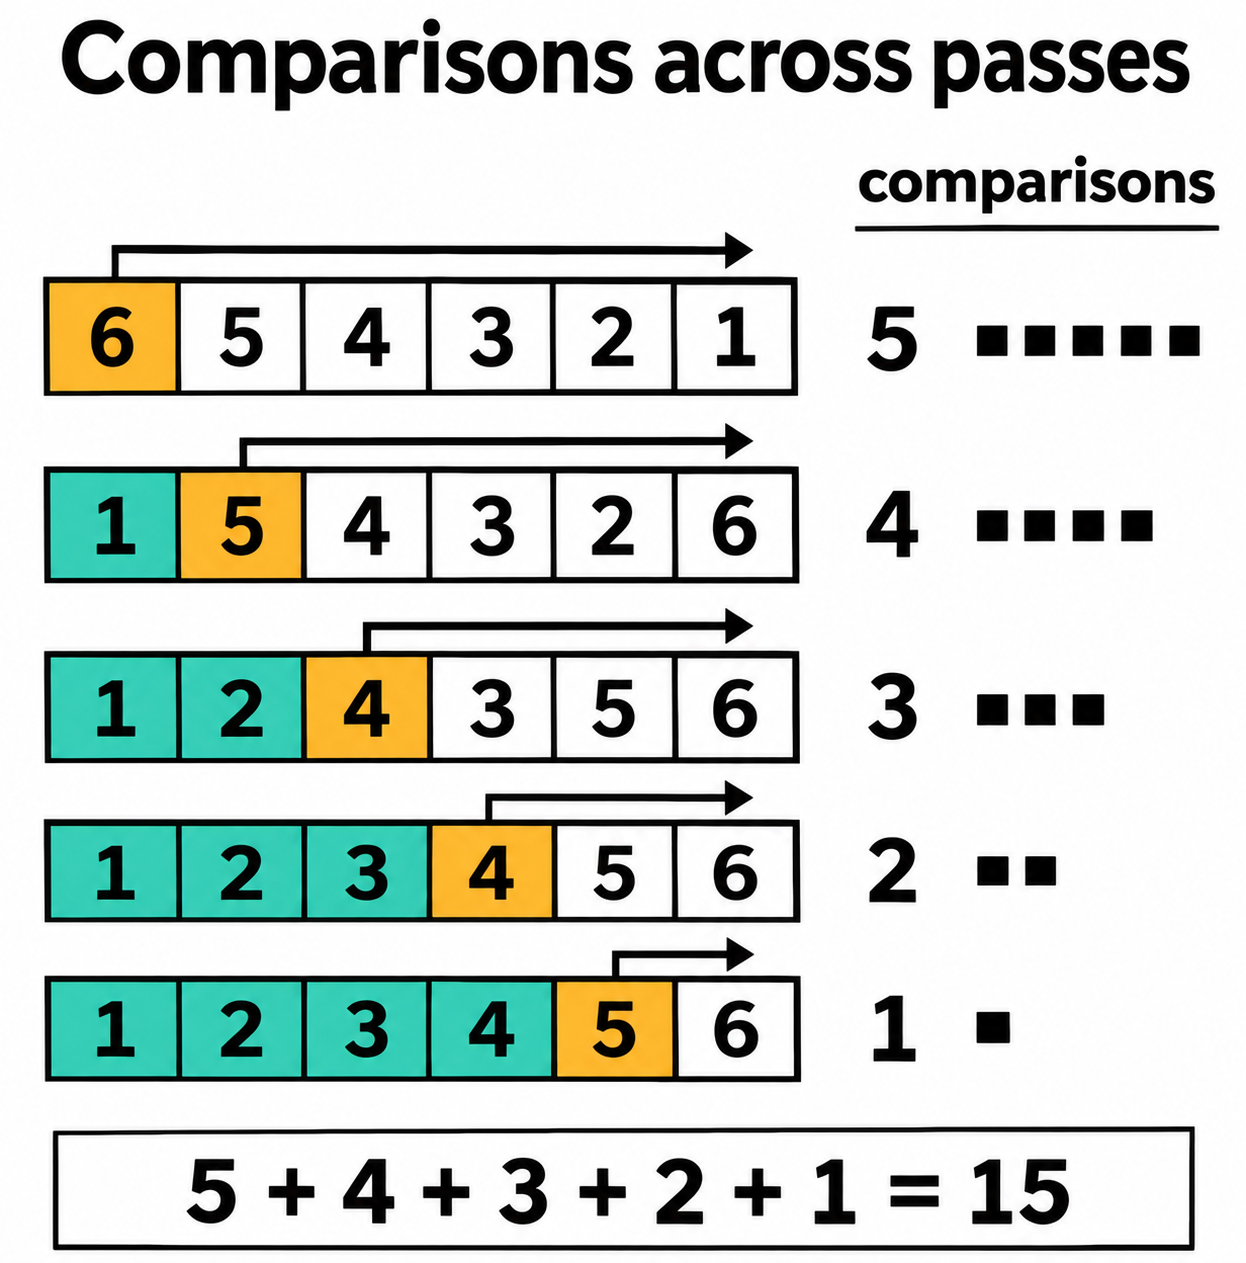 Comparisons across passes
comparisons
6 5 4 3 2 1 5
1 5 4 3 2 6 4
1 2 4 3 5 6 3
1 2 3 4 5 6 2
1 2 3 4 5 6 1
5 + 4 + 3 + 2 + 1 = 15